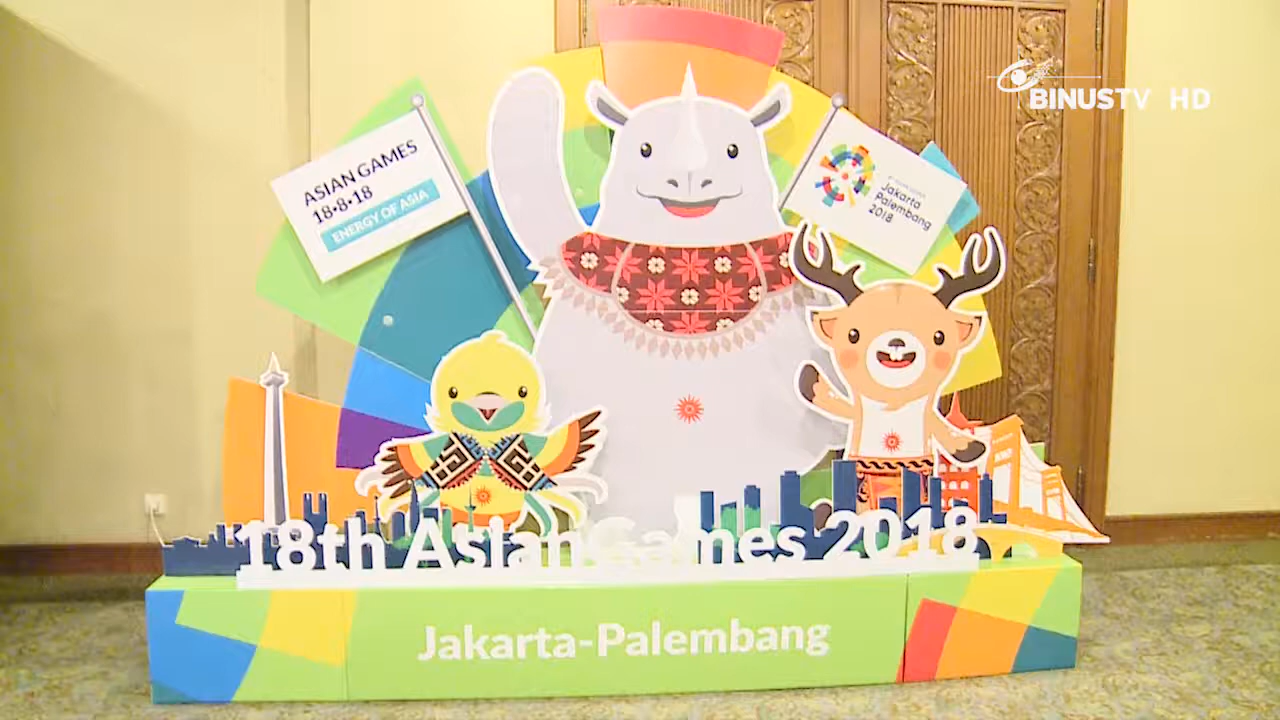 BINUSTV HD
ASIAN GAMES
18•8•18
ENERGY OF ASIA
Jakarta
Palembang
2018
18th Asian Games 2018
Jakarta-Palembang